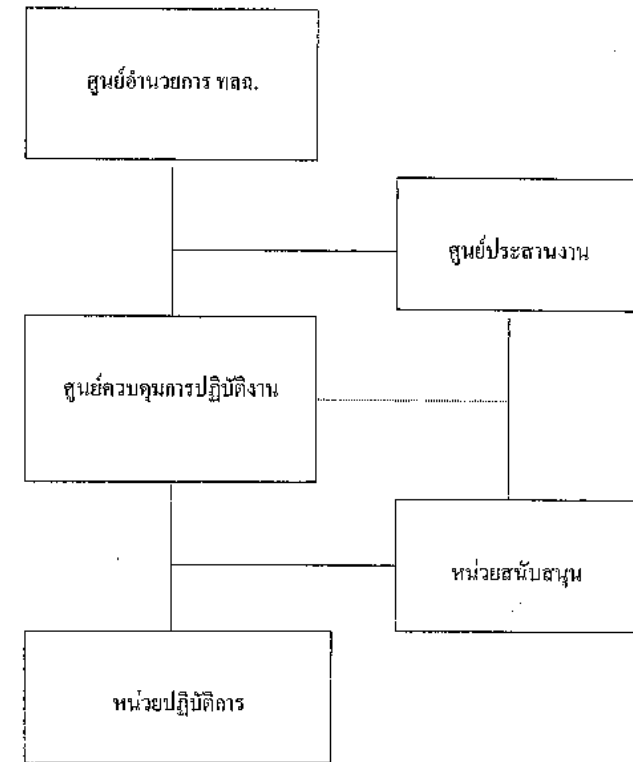 ศูนย์อำนวยการ ทลฉ.
ศูนย์ประสานงาน
ศูนย์ควบคุมการปฏิบัติงาน
หน่วยสนับสนุน
หน่วยปฏิบัติการ